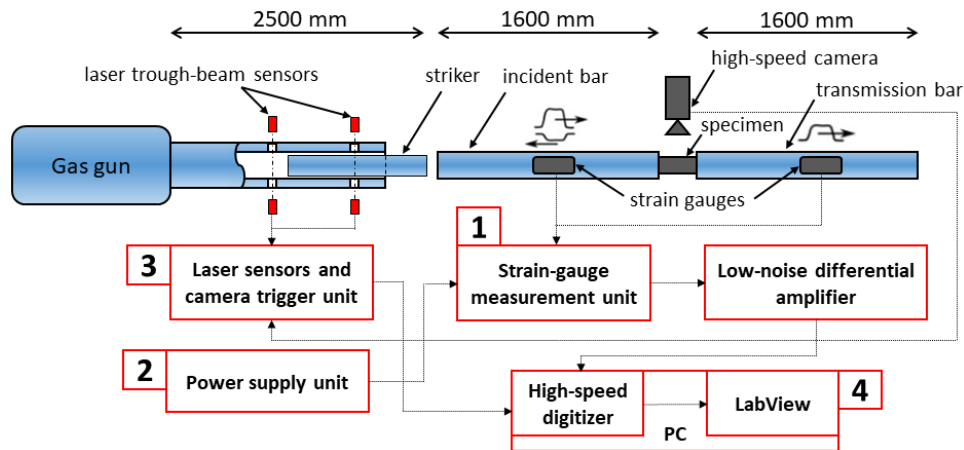 2500 mm
1600 mm
1600 mm
laser trough-beam sensors
striker
incident bar
high-speed camera
transmission bar
specimen
Gas gun
strain gauges
1
3
Laser sensors and
camera trigger unit
Strain-gauge
measurement unit
Low-noise differential
amplifier
2
Power supply unit
High-speed
digitizer
LabView
4
PC